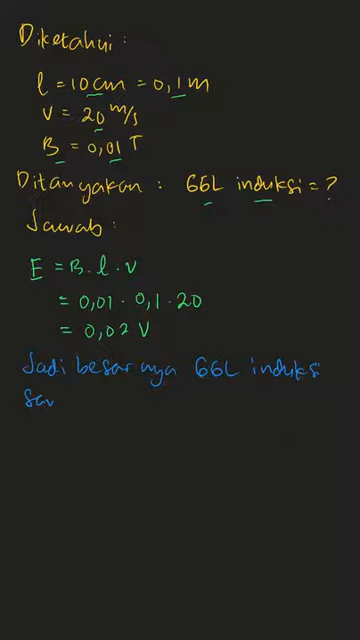 Diketahui :
l = 10 cm = 0,1 m
v = 20 m/s
B = 0,01 T
Ditanyakan : GGL induksi = ?
Jawab :
E = B . l . v
= 0,01 . 0,1 . 20
= 0,02 V
Jadi besarnya GGL induksi
sa